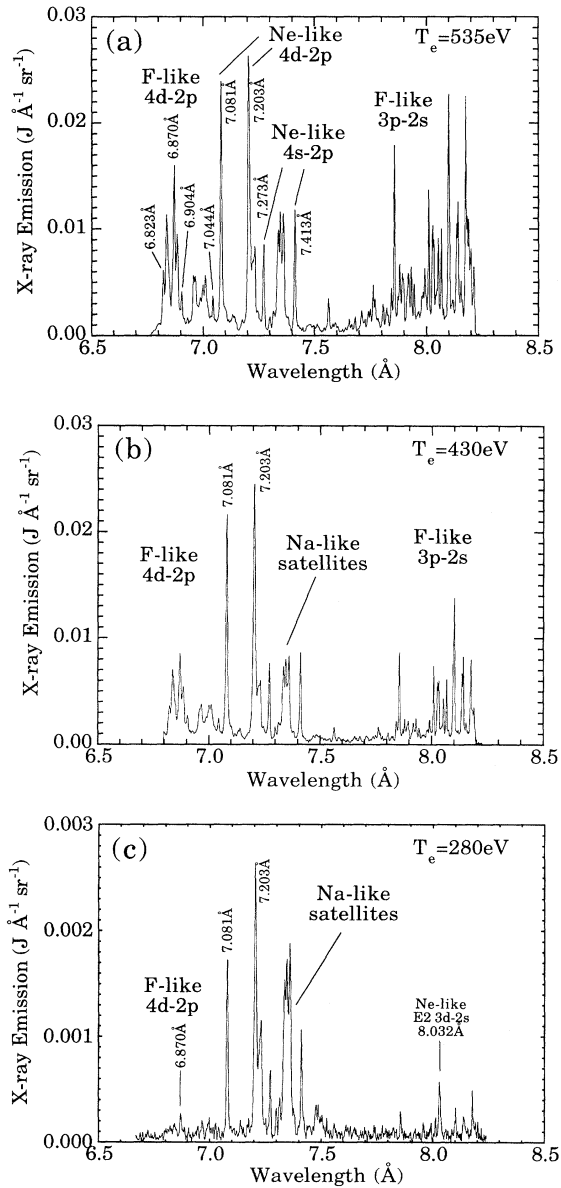 (a)
T_e=535eV
Ne-like
4d-2p
F-like
4d-2p
6.823Å
6.870Å
6.904Å
7.044Å
7.081Å
7.203Å
Ne-like
4s-2p
7.273Å
7.413Å
F-like
3p-2s
X-ray Emission (J Å⁻¹ sr⁻¹)
0.03
0.02
0.01
0.00
6.5 7.0 7.5 8.0 8.5
Wavelength (Å)
(b)
T_e=430eV
7.081Å
7.203Å
F-like
4d-2p
Na-like
satellites
F-like
3p-2s
X-ray Emission (J Å⁻¹ sr⁻¹)
0.03
0.02
0.01
0.00
6.5 7.0 7.5 8.0 8.5
Wavelength (Å)
(c)
T_e=280eV
7.081Å
7.203Å
Na-like
satellites
F-like
4d-2p
6.870Å
Ne-like
E2 3d-2s
8.032Å
X-ray Emission (J Å⁻¹ sr⁻¹)
0.003
0.002
0.001
0.000
6.5 7.0 7.5 8.0 8.5
Wavelength (Å)